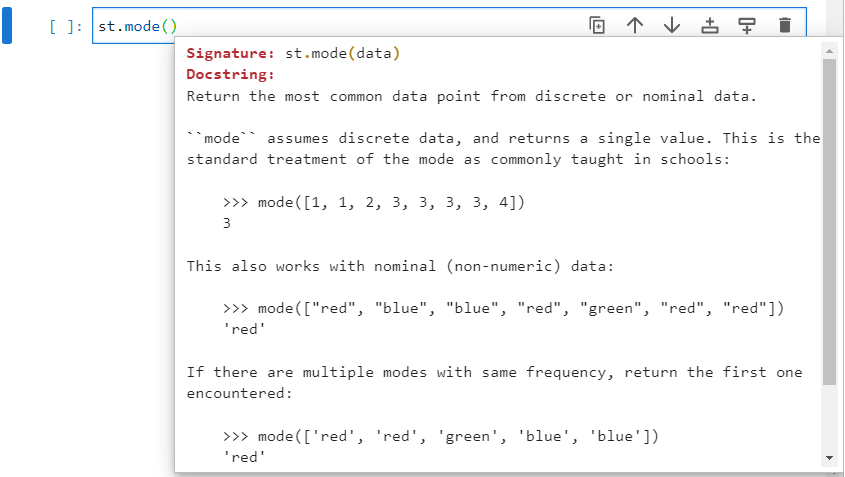 [ ]: st.mode()
Signature: st.mode(data)
Docstring:
Return the most common data point from discrete or nominal data.
``mode`` assumes discrete data, and returns a single value. This is the
standard treatment of the mode as commonly taught in schools:
>>> mode([1, 1, 2, 3, 3, 3, 3, 4])
3
This also works with nominal (non-numeric) data:
>>> mode(["red", "blue", "blue", "red", "green", "red", "red"])
'red'
If there are multiple modes with same frequency, return the first one
encountered:
>>> mode(['red', 'red', 'green', 'blue', 'blue'])
'red'